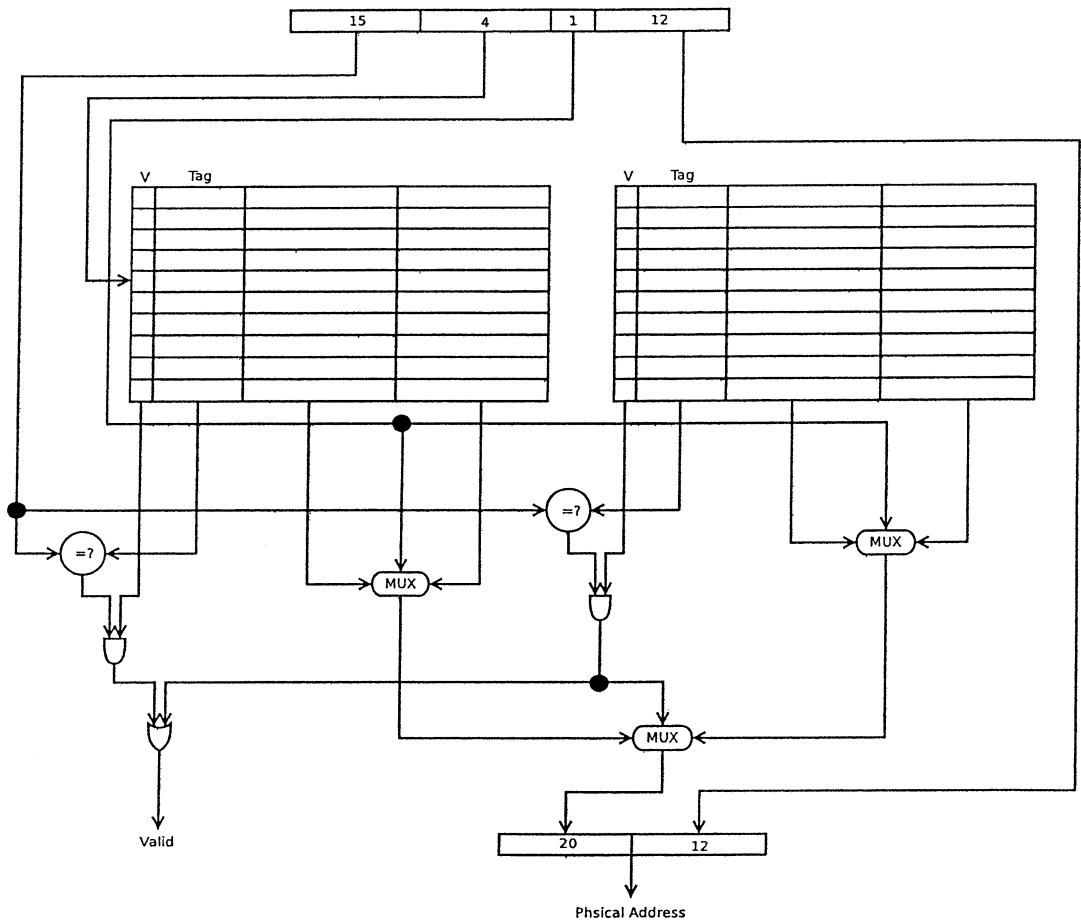 15 4 1 12
V Tag V Tag
=?
MUX
=?
MUX
MUX
Valid
20 12
Phsical Address